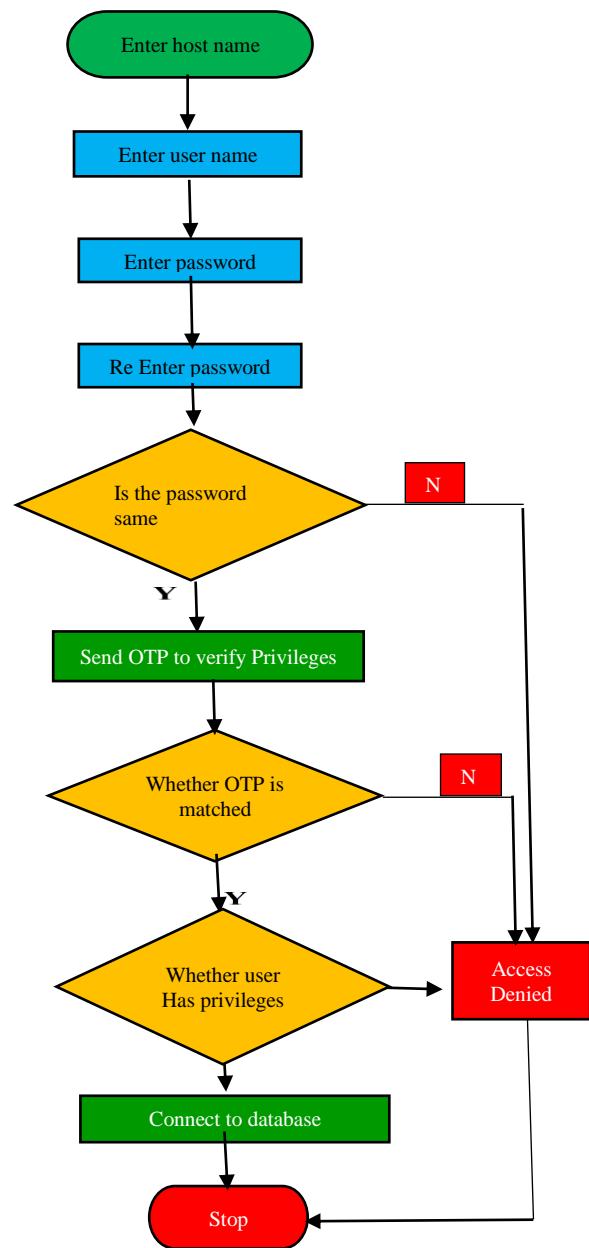 Enter host name
Enter user name
Enter password
Re Enter password
Is the password
same
N
Y
Send OTP to verify Privileges
Whether OTP is
matched
N
Y
Whether user
Has privileges
Access
Denied
Connect to database
Stop